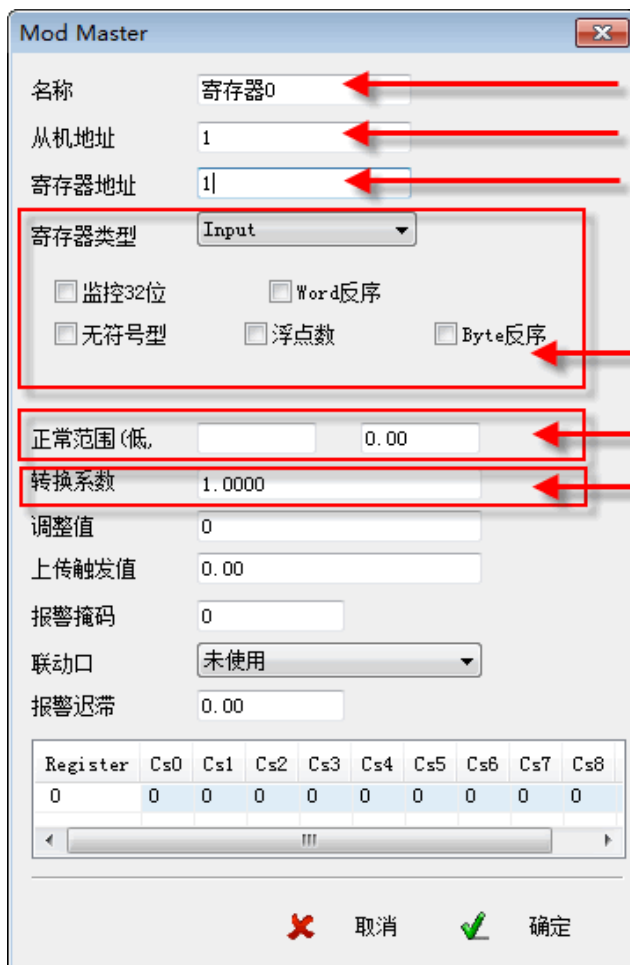 Mod Master
名称 寄存器0
从机地址 1
寄存器地址 1
寄存器类型 Input
监控32位 Word反序
无符号型 浮点数 Byte反序
正常范围(低, 0.00
转换系数 1.0000
调整值 0
上传触发值 0.00
报警掩码 0
联动口 未使用
报警迟滞 0.00
Register Cs0 Cs1 Cs2 Cs3 Cs4 Cs5 Cs6 Cs7 Cs8
0 0 0 0 0 0 0 0 0 0
取消 确定